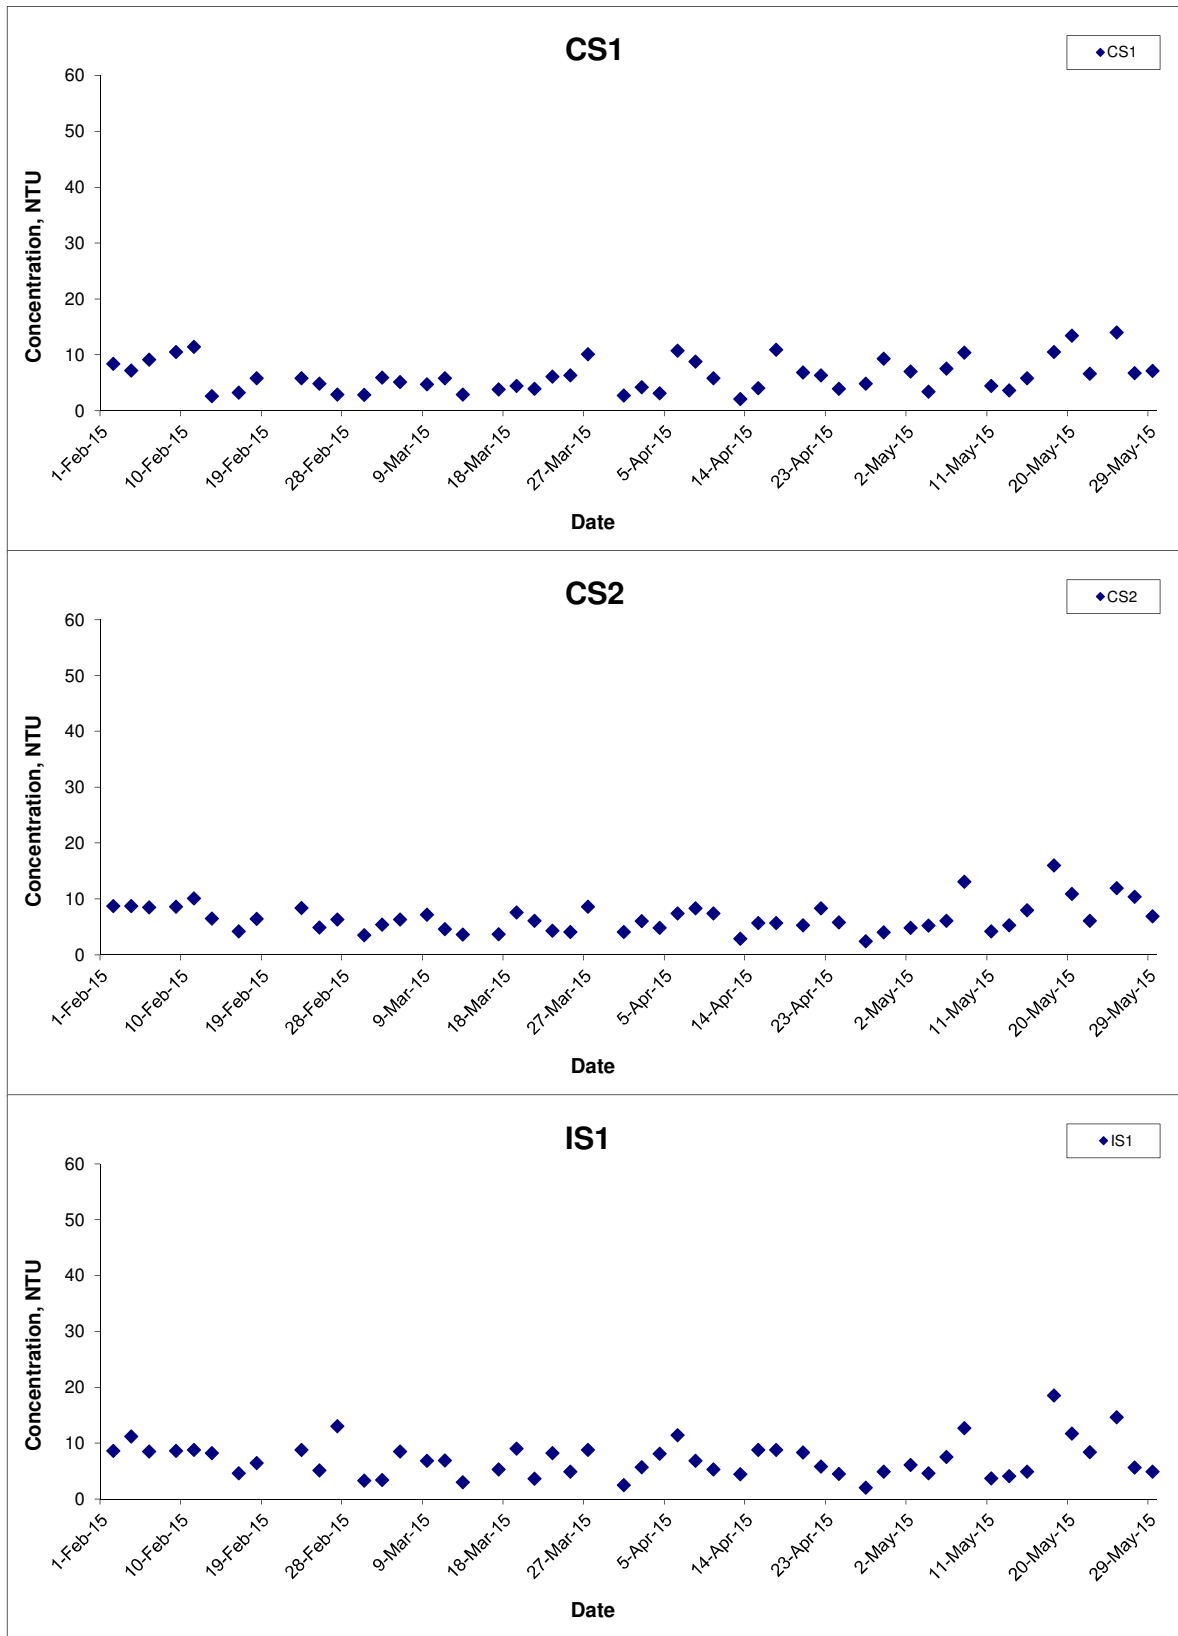 CS1
CS1
60
50
40
30
20
10
0
Concentration, NTU
1-Feb-15
10-Feb-15
19-Feb-15
28-Feb-15
9-Mar-15
18-Mar-15
27-Mar-15
5-Apr-15
14-Apr-15
23-Apr-15
2-May-15
11-May-15
20-May-15
29-May-15
Date
CS2
CS2
60
50
40
30
20
10
0
Concentration, NTU
1-Feb-15
10-Feb-15
19-Feb-15
28-Feb-15
9-Mar-15
18-Mar-15
27-Mar-15
5-Apr-15
14-Apr-15
23-Apr-15
2-May-15
11-May-15
20-May-15
29-May-15
Date
IS1
IS1
60
50
40
30
20
10
0
Concentration, NTU
1-Feb-15
10-Feb-15
19-Feb-15
28-Feb-15
9-Mar-15
18-Mar-15
27-Mar-15
5-Apr-15
14-Apr-15
23-Apr-15
2-May-15
11-May-15
20-May-15
29-May-15
Date